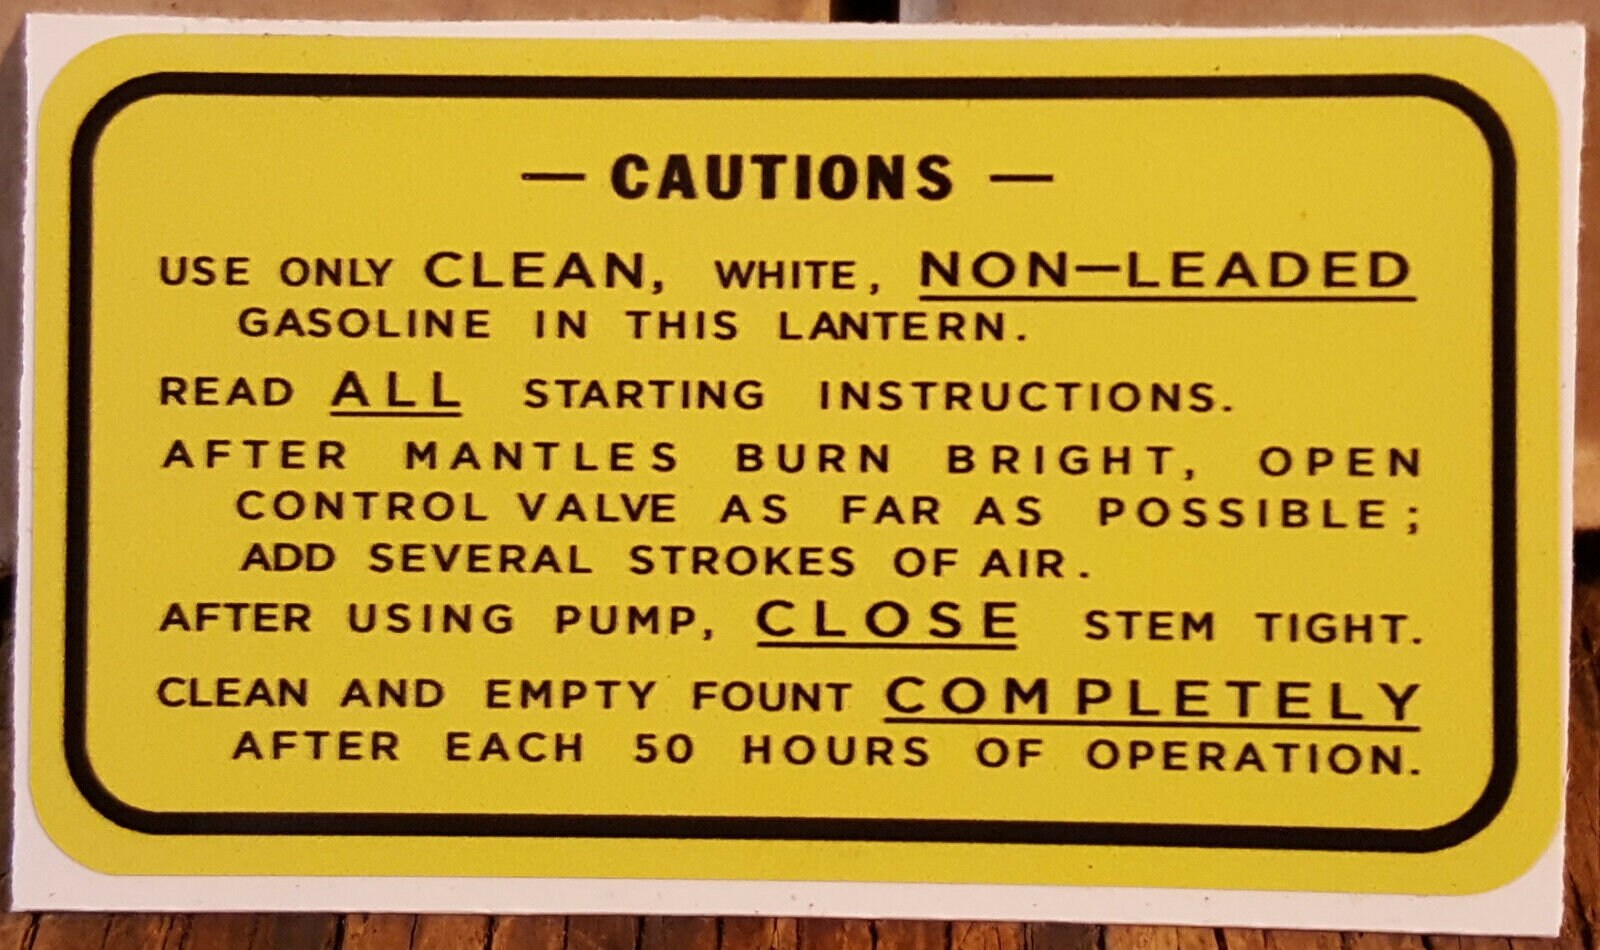 — CAUTIONS —
USE ONLY CLEAN, WHITE, NON—LEADED
GASOLINE IN THIS LANTERN.
READ ALL STARTING INSTRUCTIONS.
AFTER MANTLES BURN BRIGHT, OPEN
CONTROL VALVE AS FAR AS POSSIBLE;
ADD SEVERAL STROKES OF AIR.
AFTER USING PUMP, CLOSE STEM TIGHT.
CLEAN AND EMPTY FOUNT COMPLETELY
AFTER EACH 50 HOURS OF OPERATION.